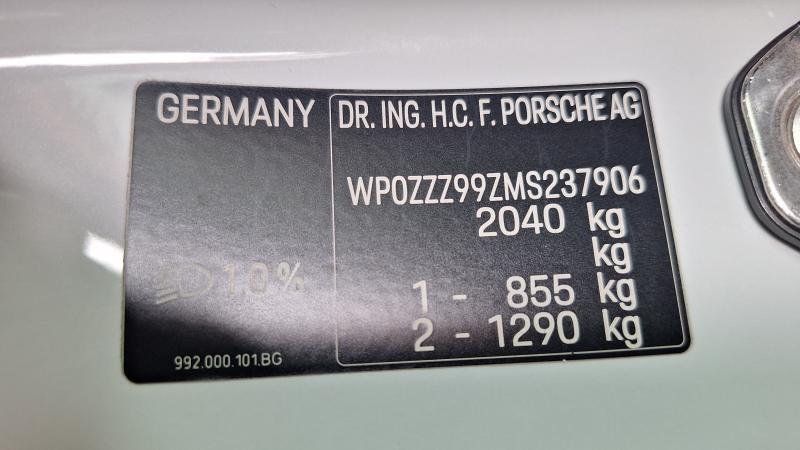 GERMANY
DR. ING. H.C. F. PORSCHE AG
WP0ZZZ99ZMS237906
2040 kg
kg
1 - 855 kg
2 - 1290 kg
1,0 %
992.000.101.BG